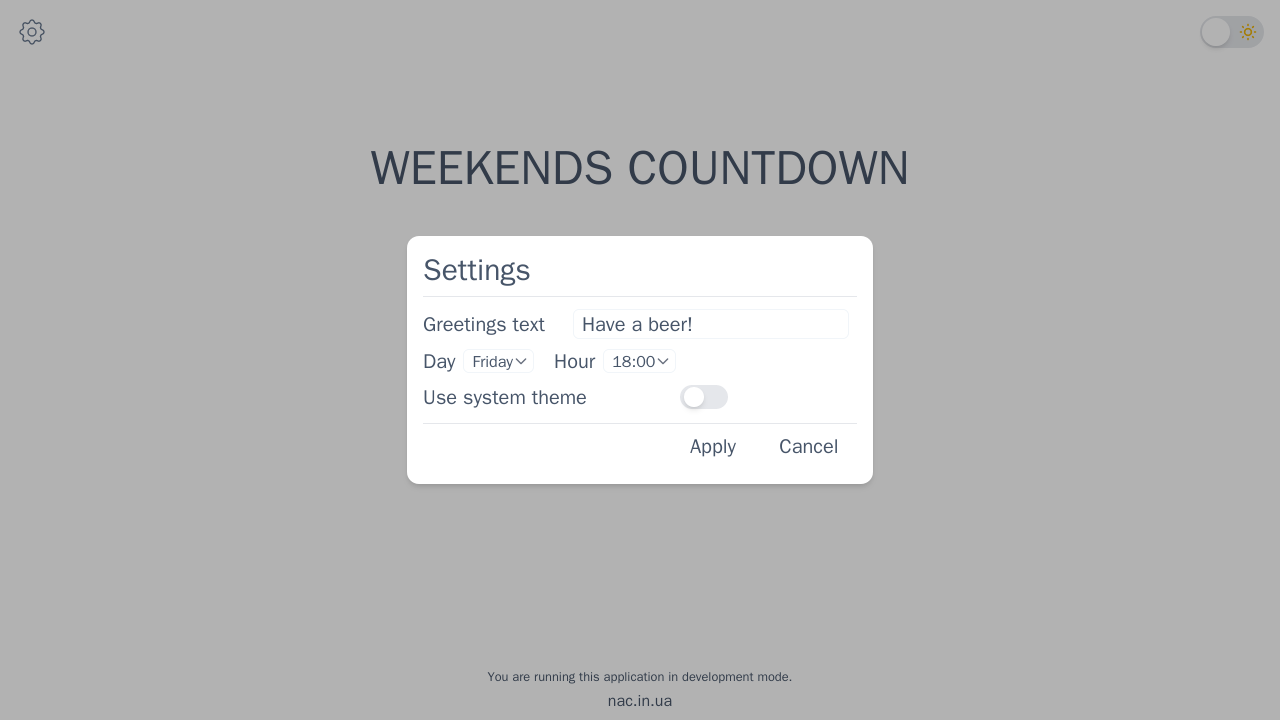 WEEKENDS COUNTDOWN
Settings
Greetings text Have a beer!
Day Friday Hour 18:00
Use system theme
Apply Cancel
You are running this application in development mode.
nac.in.ua